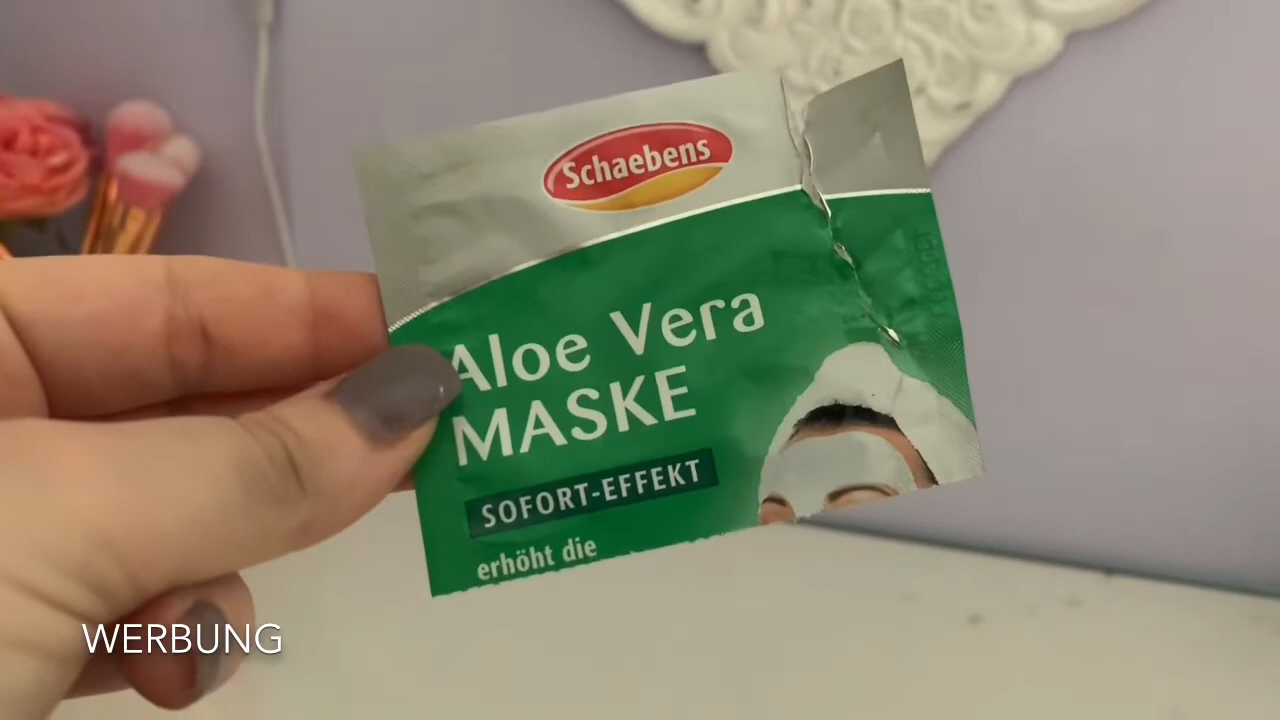 Schaebens
Aloe Vera
MASKE
SOFORT-EFFEKT
erhöht die
WERBUNG